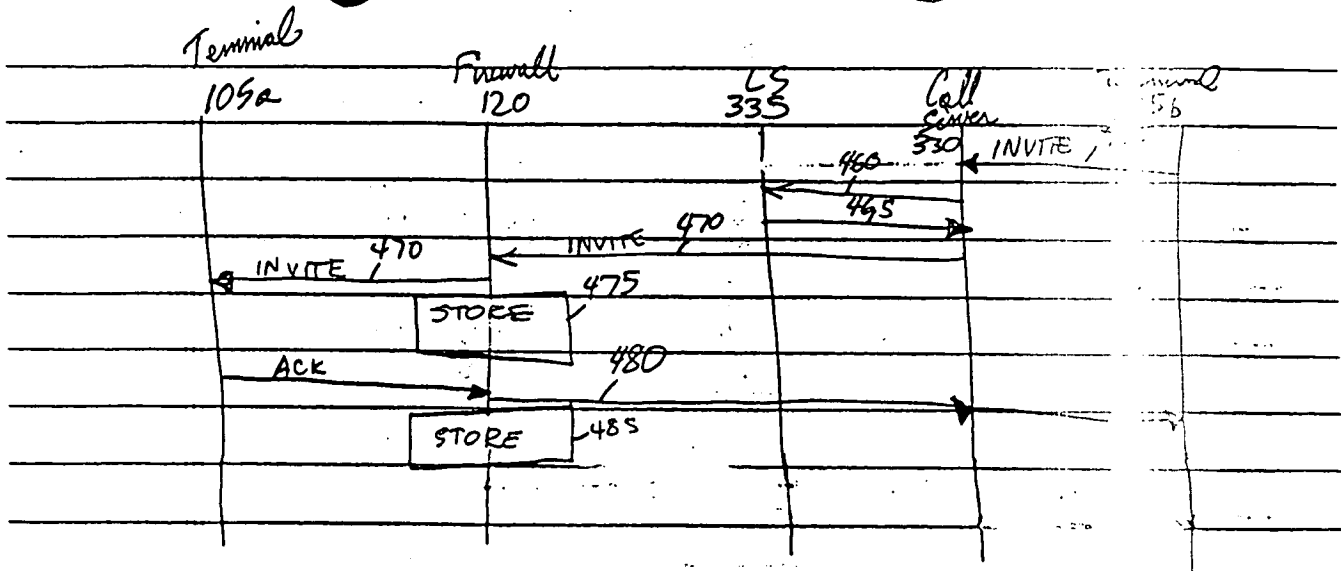 Terminal
105a
Firewall
120
LS
335
Call
Server
330
5b
INVITE
460
465
INVITE 470
INVITE 470
STORE 475
ACK
480
STORE 485